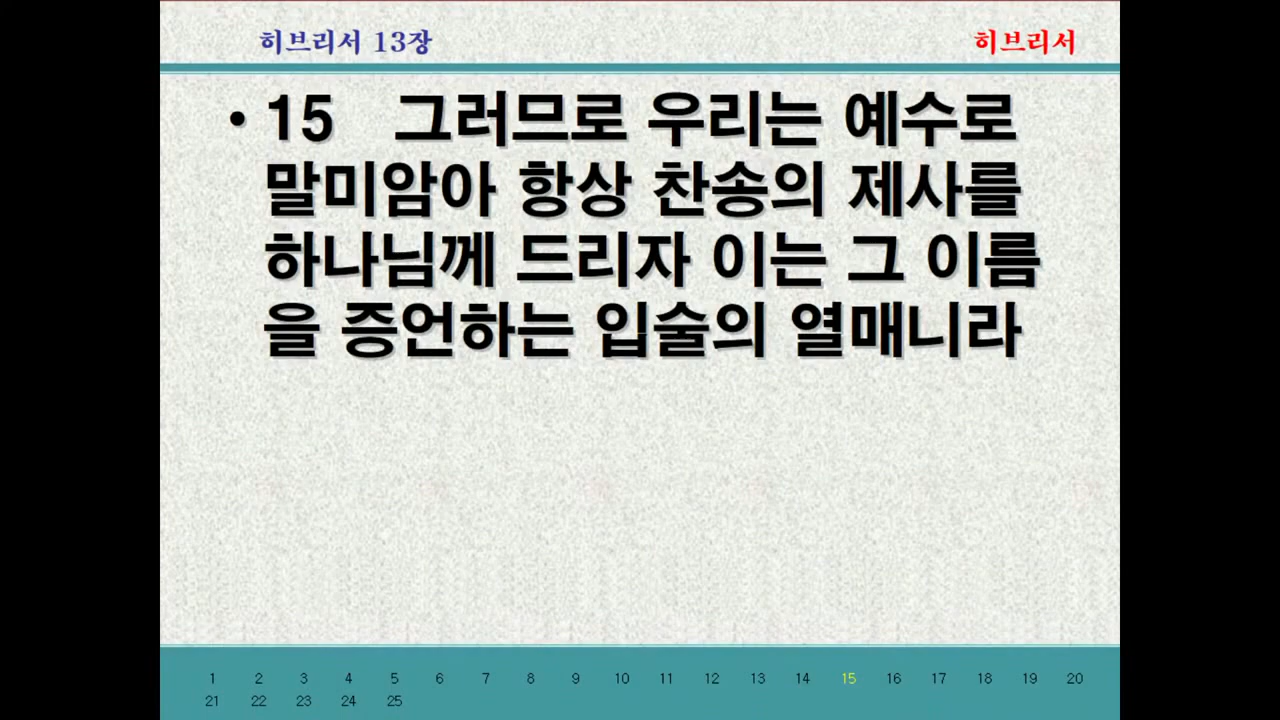 히브리서 13장 히브리서
• 15 그러므로 우리는 예수로
말미암아 항상 찬송의 제사를
하나님께 드리자 이는 그 이름
을 증언하는 입술의 열매니라
1 2 3 4 5 6 7 8 9 10 11 12 13 14 15 16 17 18 19 20
21 22 23 24 25